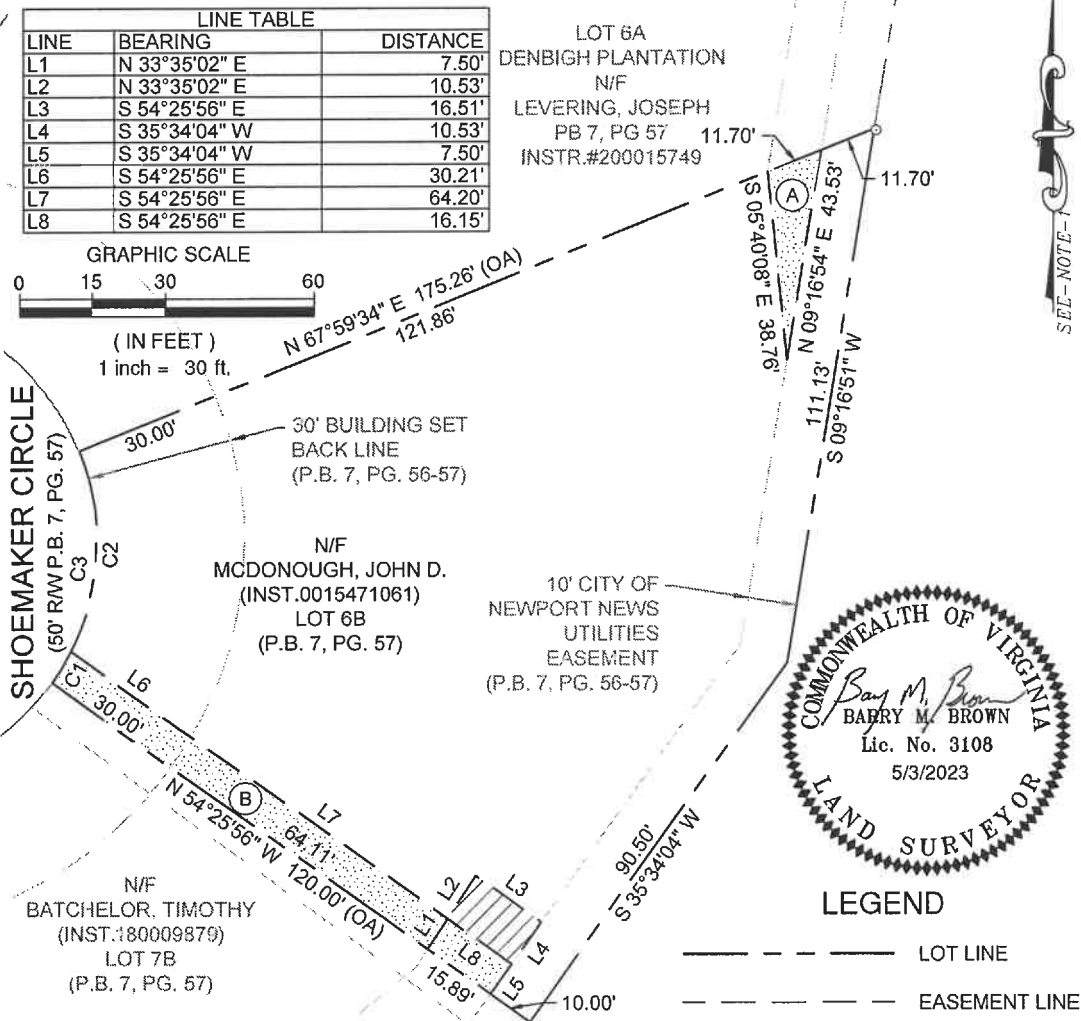 LINE TABLE
LINE BEARING DISTANCE
L1 N 33°35'02" E 7.50'
L2 N 33°35'02" E 10.53'
L3 S 54°25'56" E 16.51'
L4 S 35°34'04" W 10.53'
L5 S 35°34'04" W 7.50'
L6 S 54°25'56" E 30.21'
L7 S 54°25'56" E 64.20'
L8 S 54°25'56" E 16.15'
GRAPHIC SCALE
0 15 30 60
( IN FEET )
1 inch = 30 ft.
LOT 6A
DENBIGH PLANTATION
N/F
LEVERING, JOSEPH
PB 7, PG 57
INSTR.#200015749
11.70'
11.70'
A
S 05°40'08" E 38.76'
N 09°16'54" E 43.53'
111.13'
S 09°16'51" W
SEE-NOTE-1
N 67°59'34" E 175.26' (OA)
121.86'
30.00'
SHOEMAKER CIRCLE
(50' R/W P.B. 7, PG. 57)
C3
C2
30' BUILDING SET
BACK LINE
(P.B. 7, PG. 56-57)
N/F
MCDONOUGH, JOHN D.
(INST.0015471061)
LOT 6B
(P.B. 7, PG. 57)
10' CITY OF
NEWPORT NEWS
UTILITIES
EASEMENT
(P.B. 7, PG. 56-57)
C1
L6
30.00'
B
L7
64.11'
N 54°25'56" W 120.00' (OA)
L2
L3
L1
L8
L4
L5
15.89'
10.00'
90.50'
S 35°34'04" W
N/F
BATCHELOR, TIMOTHY
(INST.180009879)
LOT 7B
(P.B. 7, PG. 57)
COMMONWEALTH OF VIRGINIA
Barry M. Brown
BARRY M. BROWN
Lic. No. 3108
5/3/2023
LAND SURVEYOR
LEGEND
LOT LINE
EASEMENT LINE